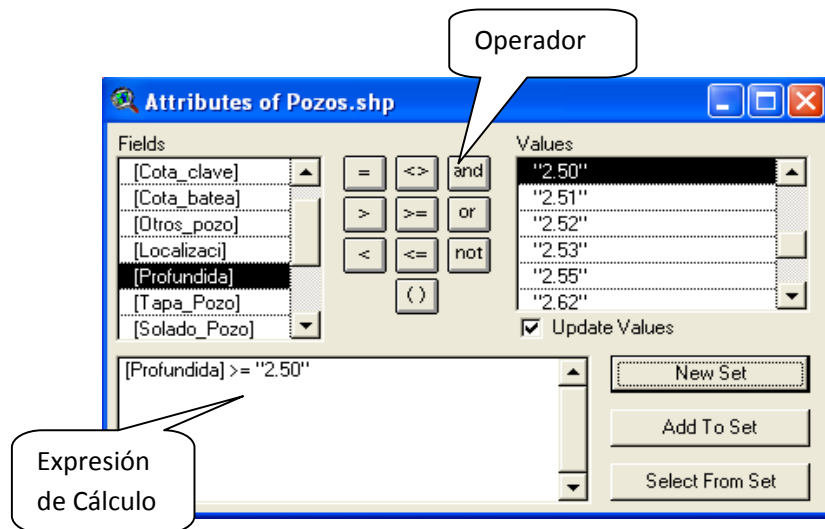 Operador
Attributes of Pozos.shp
Fields
Values
[Cota_clave]
[Cota_batea]
[Otros_pozo]
[Localizaci]
[Profundida]
[Tapa_Pozo]
[Solado_Pozo]
= <> and
> >= or
< <= not
( )
"2.50"
"2.51"
"2.52"
"2.53"
"2.55"
"2.62"
Update Values
[Profundida] >= "2.50"
New Set
Add To Set
Select From Set
Expresión
de Cálculo